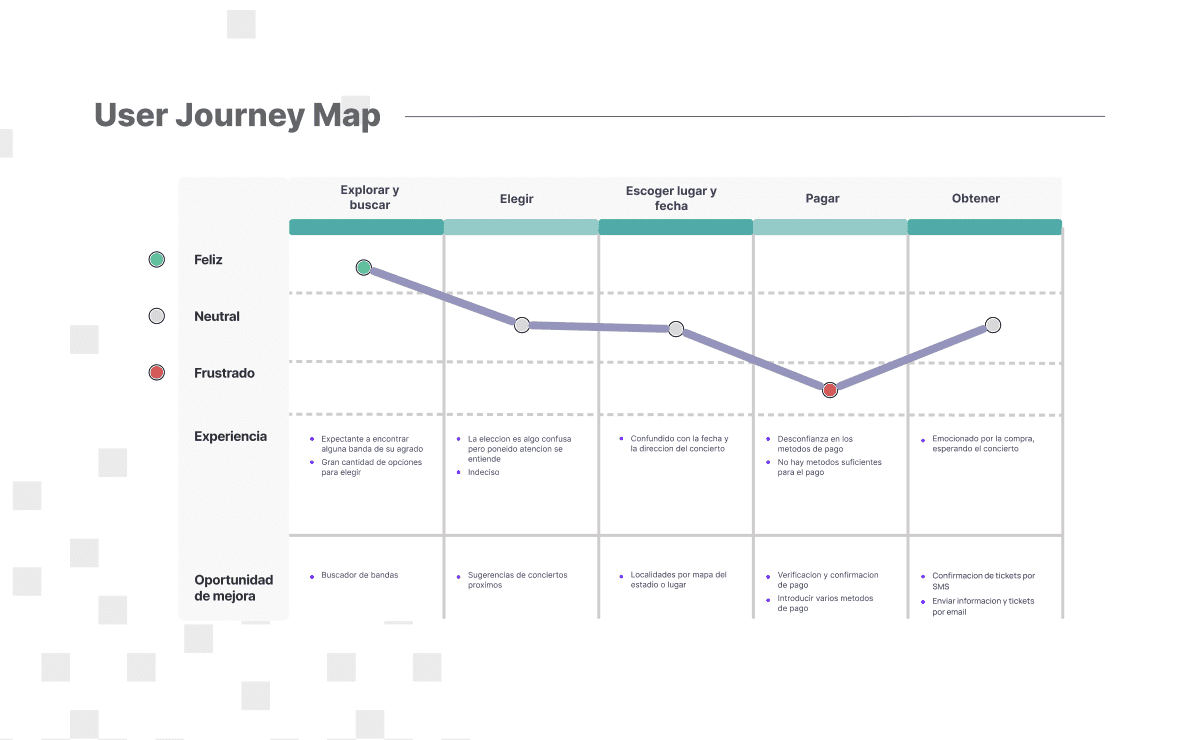 User Journey Map
Explorar y
buscar
Elegir
Escoger lugar y
fecha
Pagar
Obtener
Feliz
Neutral
Frustrado
Experiencia
Expectante a encontrar
alguna banda de su agrado
Gran cantidad de opciones
para elegir
La eleccion es algo confusa
pero poneido atencion se
entiende
Indeciso
Confundido con la fecha y
la direccion del concierto
Desconfianza en los
metodos de pago
No hay metodos suficientes
para el pago
Emocionado por la compra,
esperando el concierto
Oportunidad
de mejora
Buscador de bandas
Sugerencias de conciertos
proximos
Localidades por mapa del
estadio o lugar
Verificacion y confirmacion
de pago
Introducir varios metodos
de pago
Confirmacion de tickets por
SMS
Enviar informacion y tickets
por email